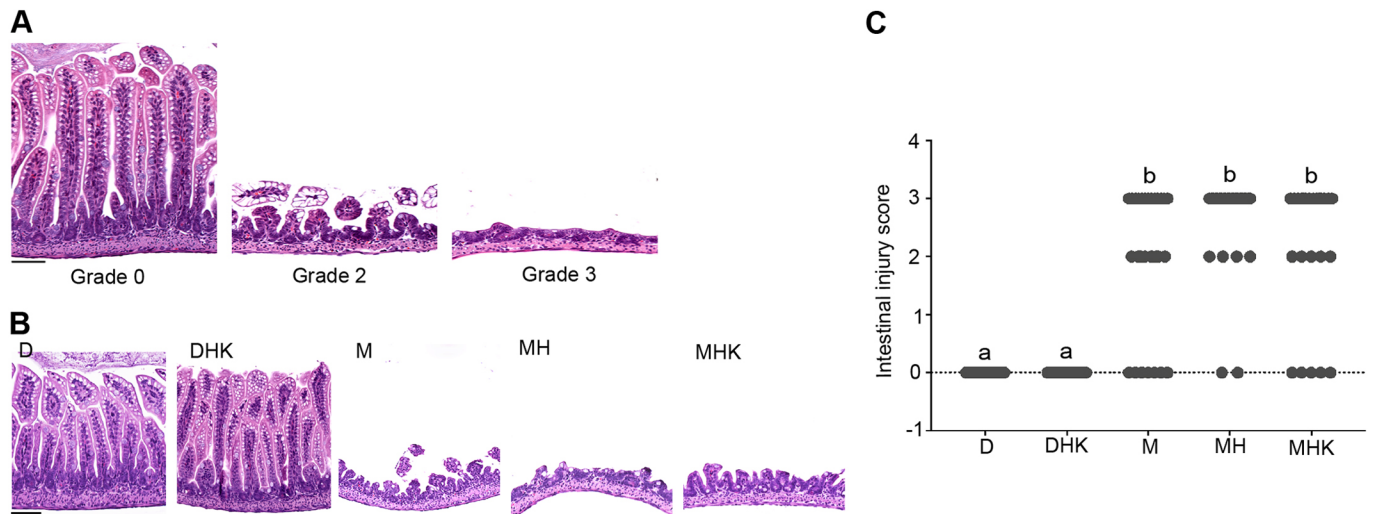 A
Grade 0
Grade 2
Grade 3
B
D
DHK
M
MH
MHK
C
Intestinal injury score
4
3
2
1
0
-1
a
a
b
b
b
D
DHK
M
MH
MHK